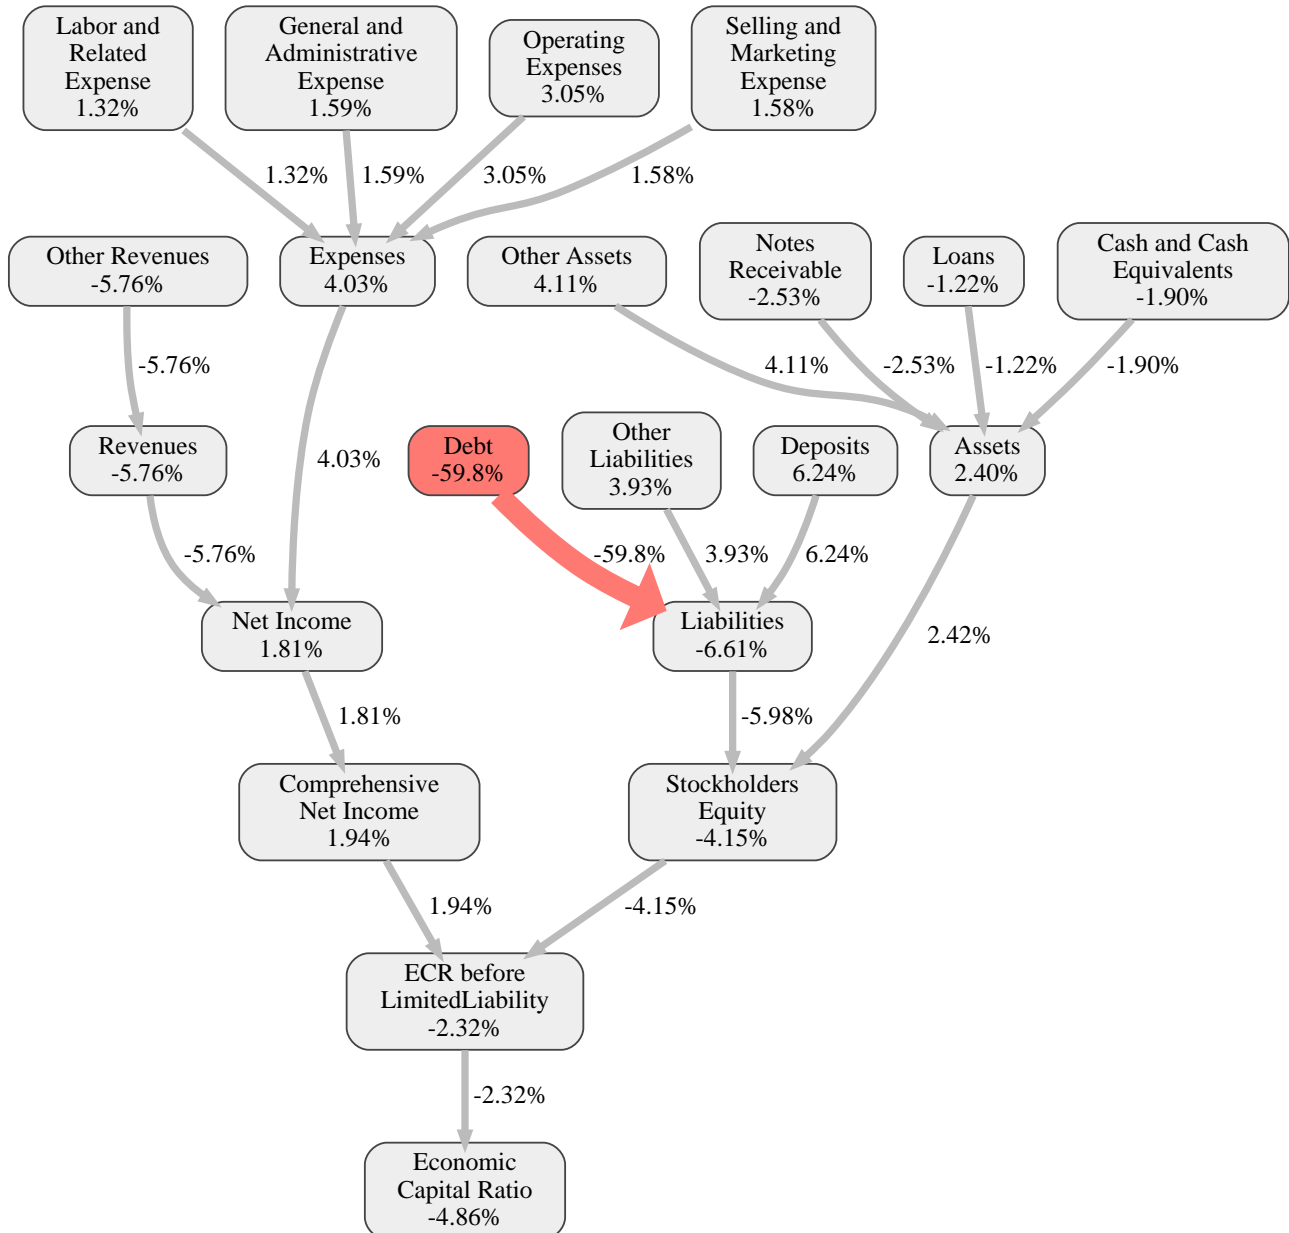 Labor and
Related
Expense
1.32%
General and
Administrative
Expense
1.59%
Operating
Expenses
3.05%
Selling and
Marketing
Expense
1.58%
1.32%
1.59%
3.05%
1.58%
Other Revenues
-5.76%
Expenses
4.03%
Other Assets
4.11%
Notes
Receivable
-2.53%
Loans
-1.22%
Cash and Cash
Equivalents
-1.90%
-5.76%
4.11%
-2.53%
-1.22%
-1.90%
Revenues
-5.76%
4.03%
Debt
-59.8%
Other
Liabilities
3.93%
Deposits
6.24%
Assets
2.40%
-5.76%
-59.8%
3.93%
6.24%
Net Income
1.81%
Liabilities
-6.61%
2.42%
1.81%
-5.98%
Comprehensive
Net Income
1.94%
Stockholders
Equity
-4.15%
1.94%
-4.15%
ECR before
LimitedLiability
-2.32%
-2.32%
Economic
Capital Ratio
-4.86%